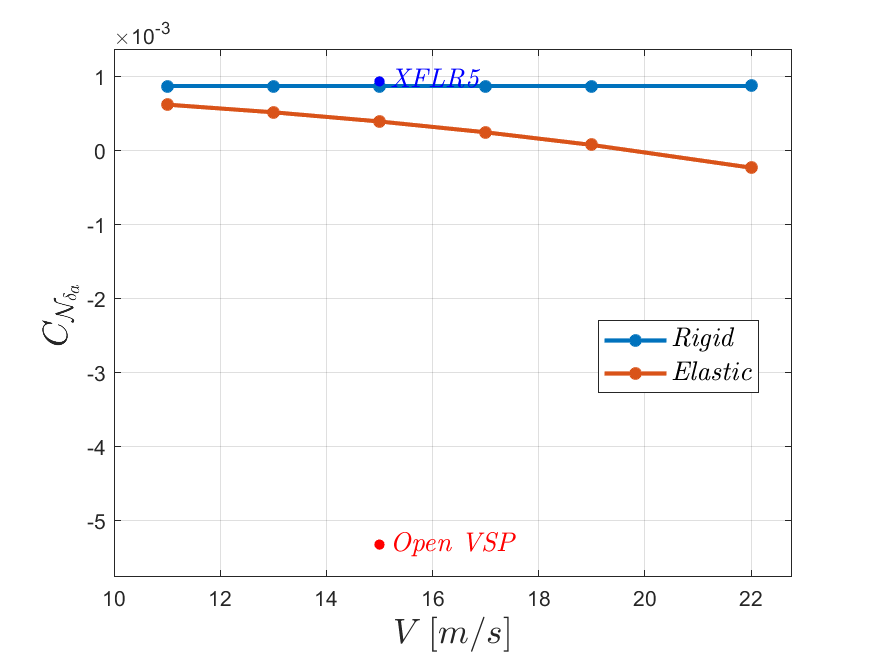 ×10⁻³
1
XFLR5
0
-1
-2
C_{𝒩_{δ_a}}
Rigid
-3
Elastic
-4
-5
Open VSP
10 12 14 16 18 20 22
V [m/s]